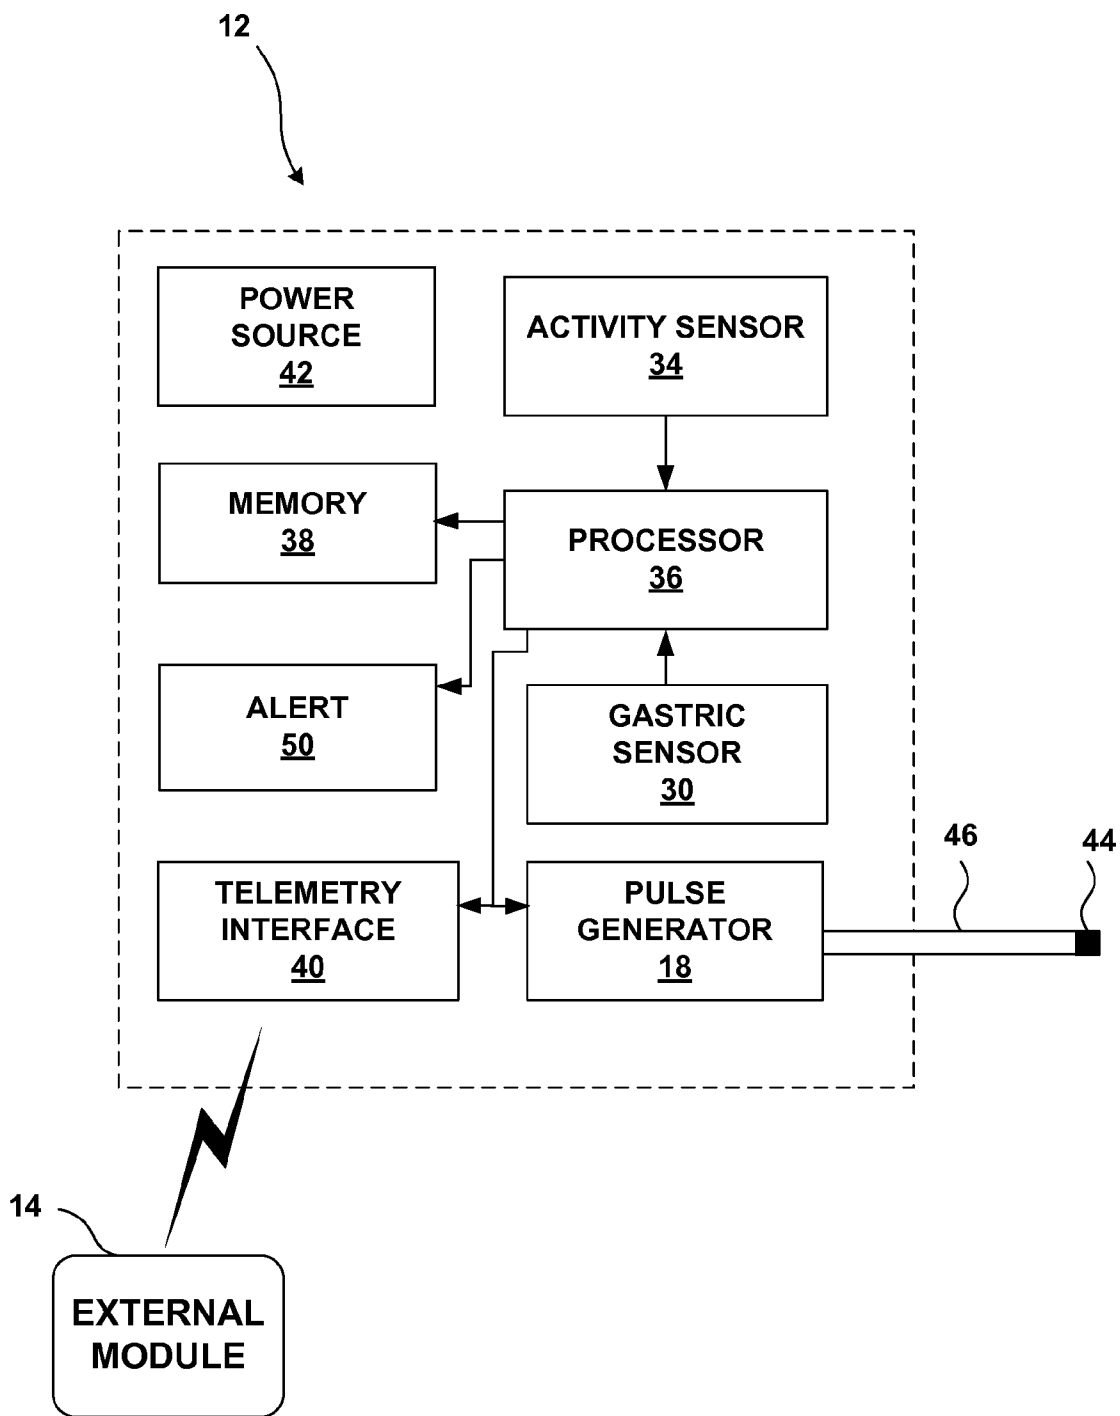 12
POWER
SOURCE
42
ACTIVITY SENSOR
34
MEMORY
38
PROCESSOR
36
ALERT
50
GASTRIC
SENSOR
30
TELEMETRY
INTERFACE
40
PULSE
GENERATOR
18
46
44
14
EXTERNAL
MODULE